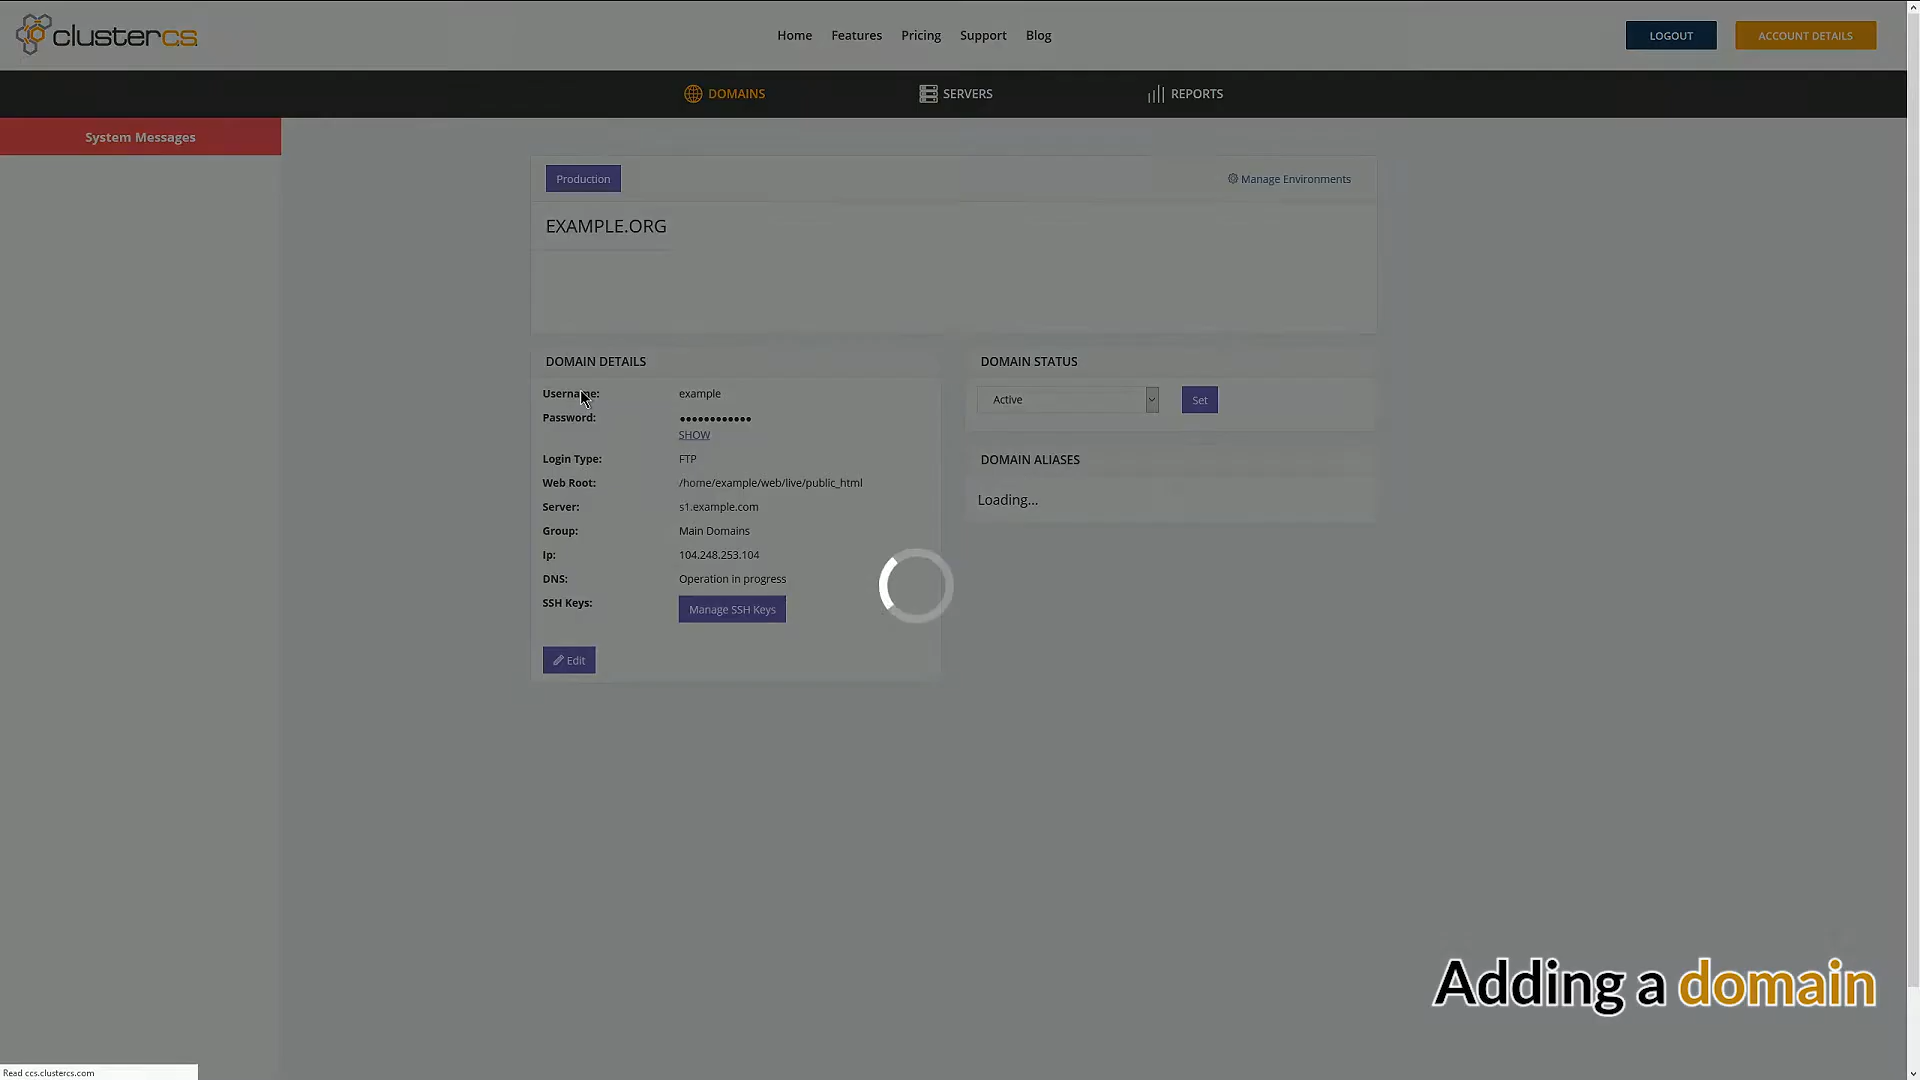 clustercs
Home Features Pricing Support Blog
LOGOUT ACCOUNT DETAILS
DOMAINS SERVERS REPORTS
System Messages
Production Manage Environments
EXAMPLE.ORG
DOMAIN DETAILS
Username: example
Password: ••••••••••••
SHOW
Login Type: FTP
Web Root: /home/example/web/live/public_html
Server: s1.example.com
Group: Main Domains
Ip: 104.248.253.104
DNS: Operation in progress
SSH Keys: Manage SSH Keys
Edit
DOMAIN STATUS
Active Set
DOMAIN ALIASES
Loading...
Adding a domain
Read ccs.clustercs.com